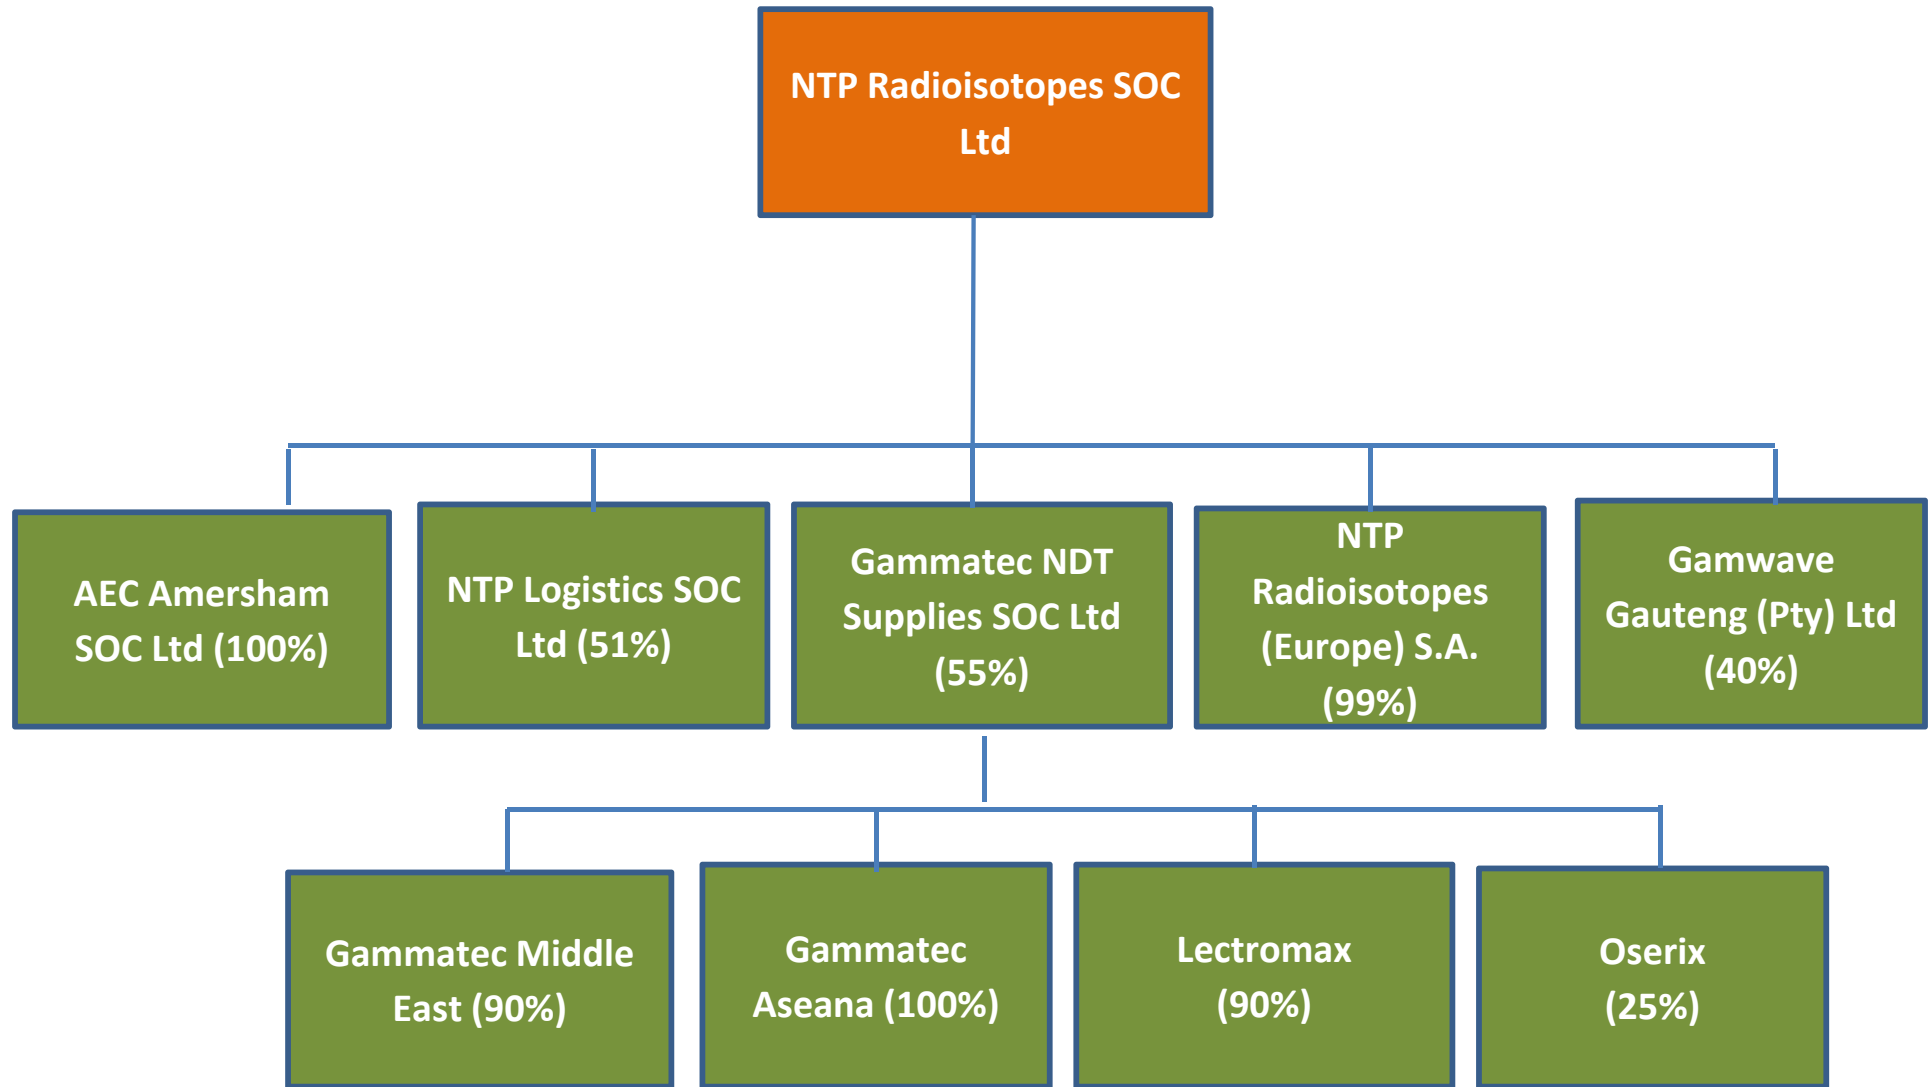 NTP Radioisotopes SOC
Ltd
AEC Amersham
SOC Ltd (100%)
NTP Logistics SOC
Ltd (51%)
Gammatec NDT
Supplies SOC Ltd
(55%)
NTP
Radioisotopes
(Europe) S.A.
(99%)
Gamwave
Gauteng (Pty) Ltd
(40%)
Gammatec Middle
East (90%)
Gammatec
Aseana (100%)
Lectromax
(90%)
Oserix
(25%)